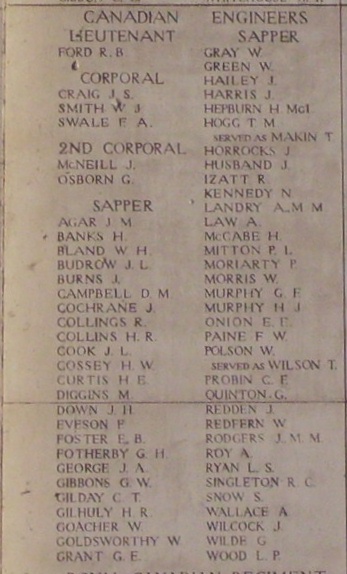 CANADIAN ENGINEERS
LIEUTENANT
FORD R. B.
CORPORAL
CRAIG J. S.
SMITH W. J.
SWALE F. A.
2ND CORPORAL
McNEILL J.
OSBORN G.
SAPPER
AGAR J. M.
BANKS H.
BLAND W. H.
BUDROW J. L.
BURNS J.
CAMPBELL D. M.
COCHRANE J.
COLLINGS R.
COLLINS H. R.
COOK J. L.
COSSEY H. W.
CURTIS H. E.
DIGGINS M.
DOWN J. H.
EVESON F.
FOSTER E. B.
FOTHERBY G. H.
GEORGE J. A.
GIBBONS G. W.
GILDAY C. T.
GILHULY H. R.
GOACHER W.
GOLDSWORTHY W.
GRANT G. E.
SAPPER
GRAY W.
GREEN W.
HAILEY J.
HARRIS J.
HEPBURN H. McI.
HOGG T. M.
SERVED AS MAKIN T.
HORROCKS J.
HUSBAND J.
IZATT R.
KENNEDY N.
LANDRY A. M. M.
LAW A.
McCABE H.
MITTON P. L.
MORIARTY P.
MORRIS W.
MURPHY G. F.
MURPHY H. J.
ONION E. E.
PAINE F. W.
POLSON W.
SERVED AS WILSON T.
PROBIN C. F.
QUINTON G.
REDDEN J.
REDFERN W.
RODGERS J. M. M.
ROY A.
RYAN L. S.
SINGLETON R. C.
SNOW S.
WALLACE A.
WILCOCK J.
WILDE G.
WOOD L. P.
CANADIAN REGIMENT